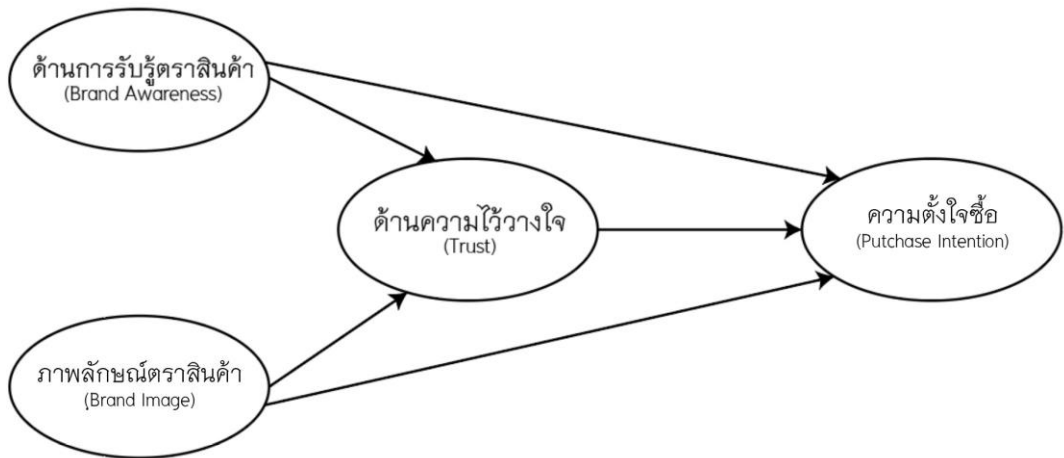 ด้านการรับรู้ตราสินค้า
(Brand Awareness)
ด้านความไว้วางใจ
(Trust)
ความตั้งใจซื้อ
(Putchase Intention)
ภาพลักษณ์ตราสินค้า
(ฺBrand Image)